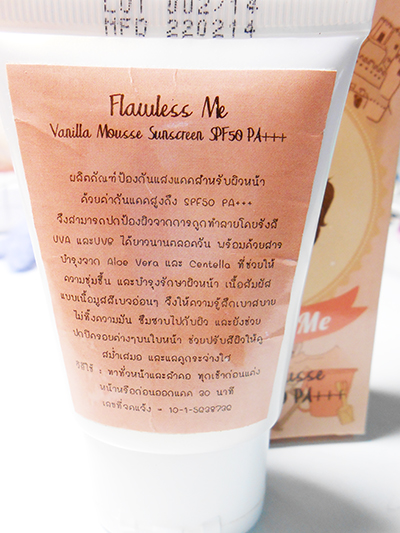 LOT 002/14
MFD 220214
Flawless Me
Vanilla Mousse Sunscreen SPF50 PA+++
ผลิตภัณฑ์ป้องกันแสงแดดสำหรับผิวหน้า
ด้วยค่ากันแดดสูงถึง SPF50 PA+++
จึงสามารถปกป้องผิวจากการถูกทำลายโดยรังสี
UVA และUVB ได้ยาวนานตลอดวัน พร้อมด้วยสาร
บำรุงจาก Aloe Vera และ Centella ที่ช่วยให้
ความชุ่มชื้น และบำรุงรักษาผิวหน้า เนื้อสัมผัส
แบบเนื้อมูสสีเบจอ่อนๆ จึงให้ความรู้สึกเบาสบาย
ไม่ทิ้งความมัน ซึมซาบไปกับผิว และยังช่วย
ปกปิดรอยต่างๆบนใบหน้า ช่วยปรับสีผิวให้ดู
สม่ำเสมอ และแลดูกระจ่างใส
วิธีใช้ : ทาทั่วหน้าและลำคอ ทุกเช้าก่อนแต่ง
หน้าหรือก่อนออกแดด 30 นาที
เลขที่จดแจ้ง - 10-1-5638732
Me
PA+++